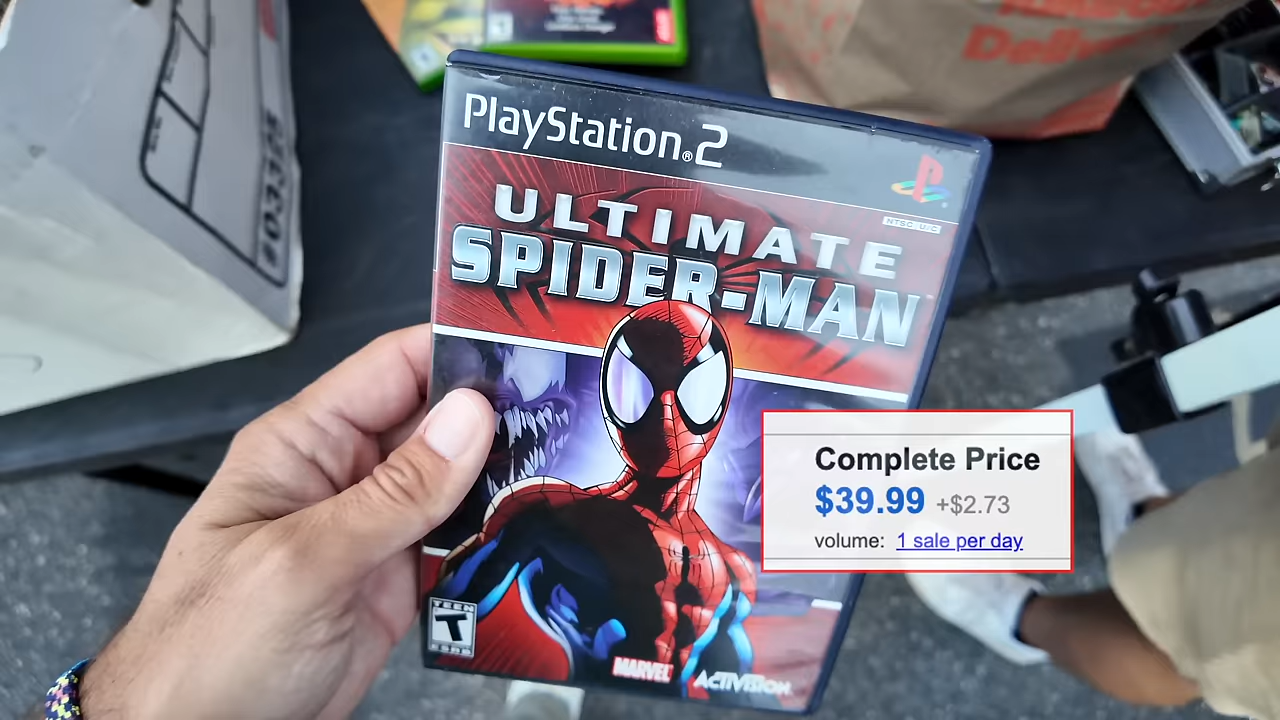 PlayStation®2
NTSC U/C
ULTIMATE
SPIDER-MAN
Complete Price
$39.99 +$2.73
volume: 1 sale per day
TEEN
T
ESRB
MARVEL
ACTIVISION